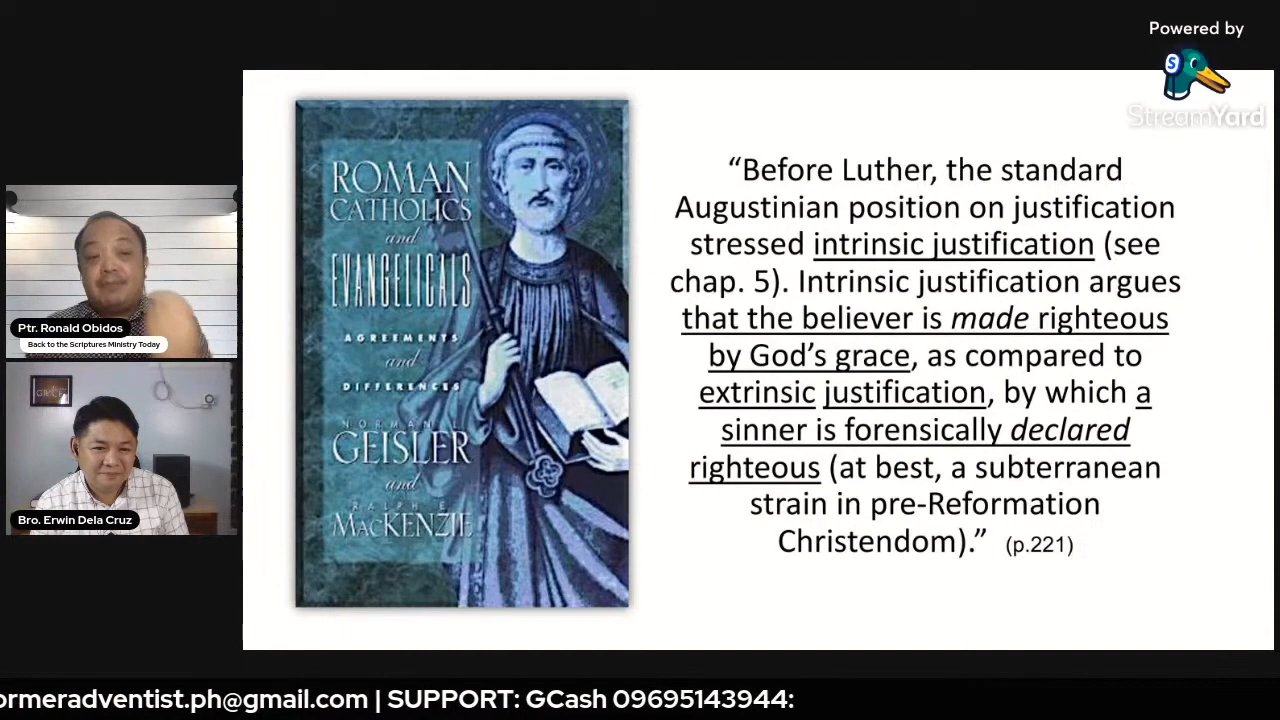 Powered by
StreamYard
ROMAN
CATHOLICS
and
EVANGELICALS
AGREEMENTS
and
DIFFERENCES
NORMAN L.
GEISLER
and
RALPH E.
MACKENZIE
“Before Luther, the standard
Augustinian position on justification
stressed intrinsic justification (see
chap. 5). Intrinsic justification argues
that the believer is made righteous
by God’s grace, as compared to
extrinsic justification, by which a
sinner is forensically declared
righteous (at best, a subterranean
strain in pre-Reformation
Christendom).” (p.221)
Ptr. Ronald Obidos
Back to the Scriptures Ministry Today
Bro. Erwin Dela Cruz
ormeradventist.ph@gmail.com | SUPPORT: GCash 09695143944: